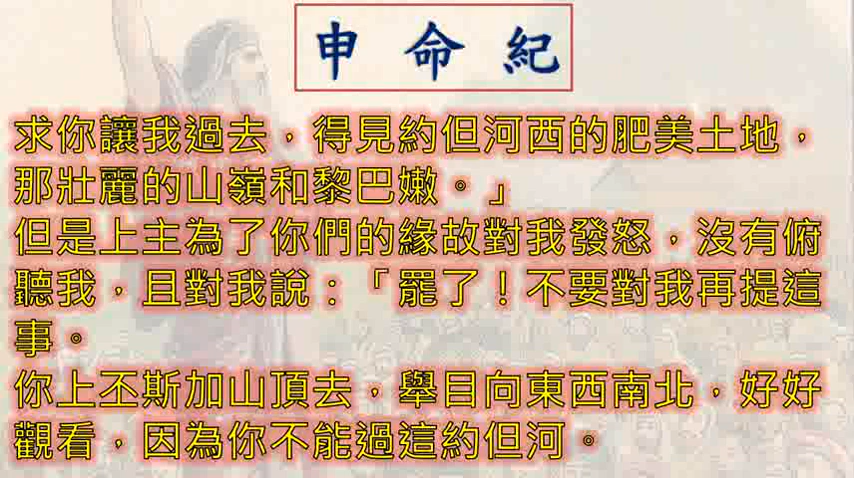 申命紀
求你讓我過去，得見約但河西的肥美土地，
那壯麗的山嶺和黎巴嫩。」
但是上主為了你們的緣故對我發怒，沒有俯
聽我，且對我說：「罷了！不要對我再提這
事。
你上丕斯加山頂去，舉目向東西南北，好好
觀看，因為你不能過這約但河。